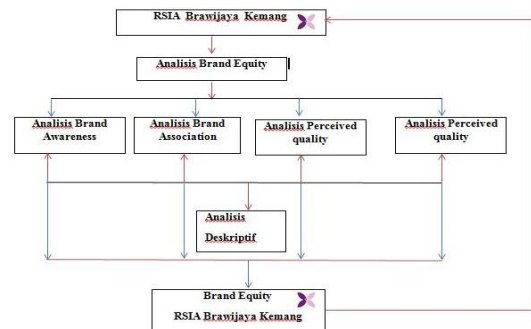 RSIA Brawijaya Kemang
Analisis Brand Equity
Analisis Brand
Awareness
Analisis Brand
Association
Analisis Perceived
quality
Analisis Perceived
quality
Analisis
Deskriptif
Brand Equity
RSIA Brawijaya Kemang